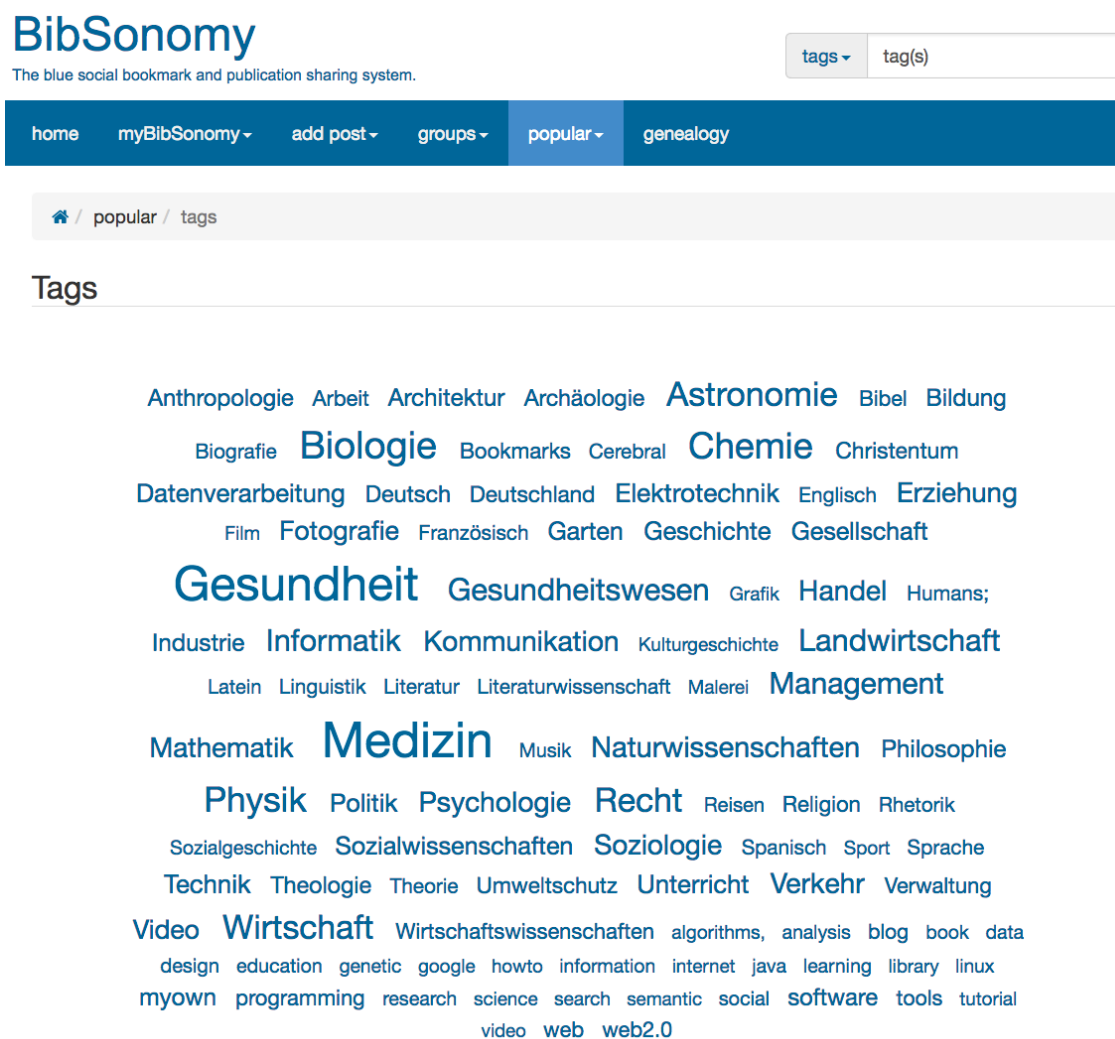 BibSonomy
The blue social bookmark and publication sharing system.
tags tag(s)
home myBibSonomy add post groups popular genealogy
/ popular / tags
Tags
Anthropologie Arbeit Architektur Archäologie Astronomie Bibel Bildung
Biografie Biologie Bookmarks Cerebral Chemie Christentum
Datenverarbeitung Deutsch Deutschland Elektrotechnik Englisch Erziehung
Film Fotografie Französisch Garten Geschichte Gesellschaft
Gesundheit Gesundheitswesen Grafik Handel Humans;
Industrie Informatik Kommunikation Kulturgeschichte Landwirtschaft
Latein Linguistik Literatur Literaturwissenschaft Malerei Management
Mathematik Medizin Musik Naturwissenschaften Philosophie
Physik Politik Psychologie Recht Reisen Religion Rhetorik
Sozialgeschichte Sozialwissenschaften Soziologie Spanisch Sport Sprache
Technik Theologie Theorie Umweltschutz Unterricht Verkehr Verwaltung
Video Wirtschaft Wirtschaftswissenschaften algorithms, analysis blog book data
design education genetic google howto information internet java learning library linux
myown programming research science search semantic social software tools tutorial
video web web2.0